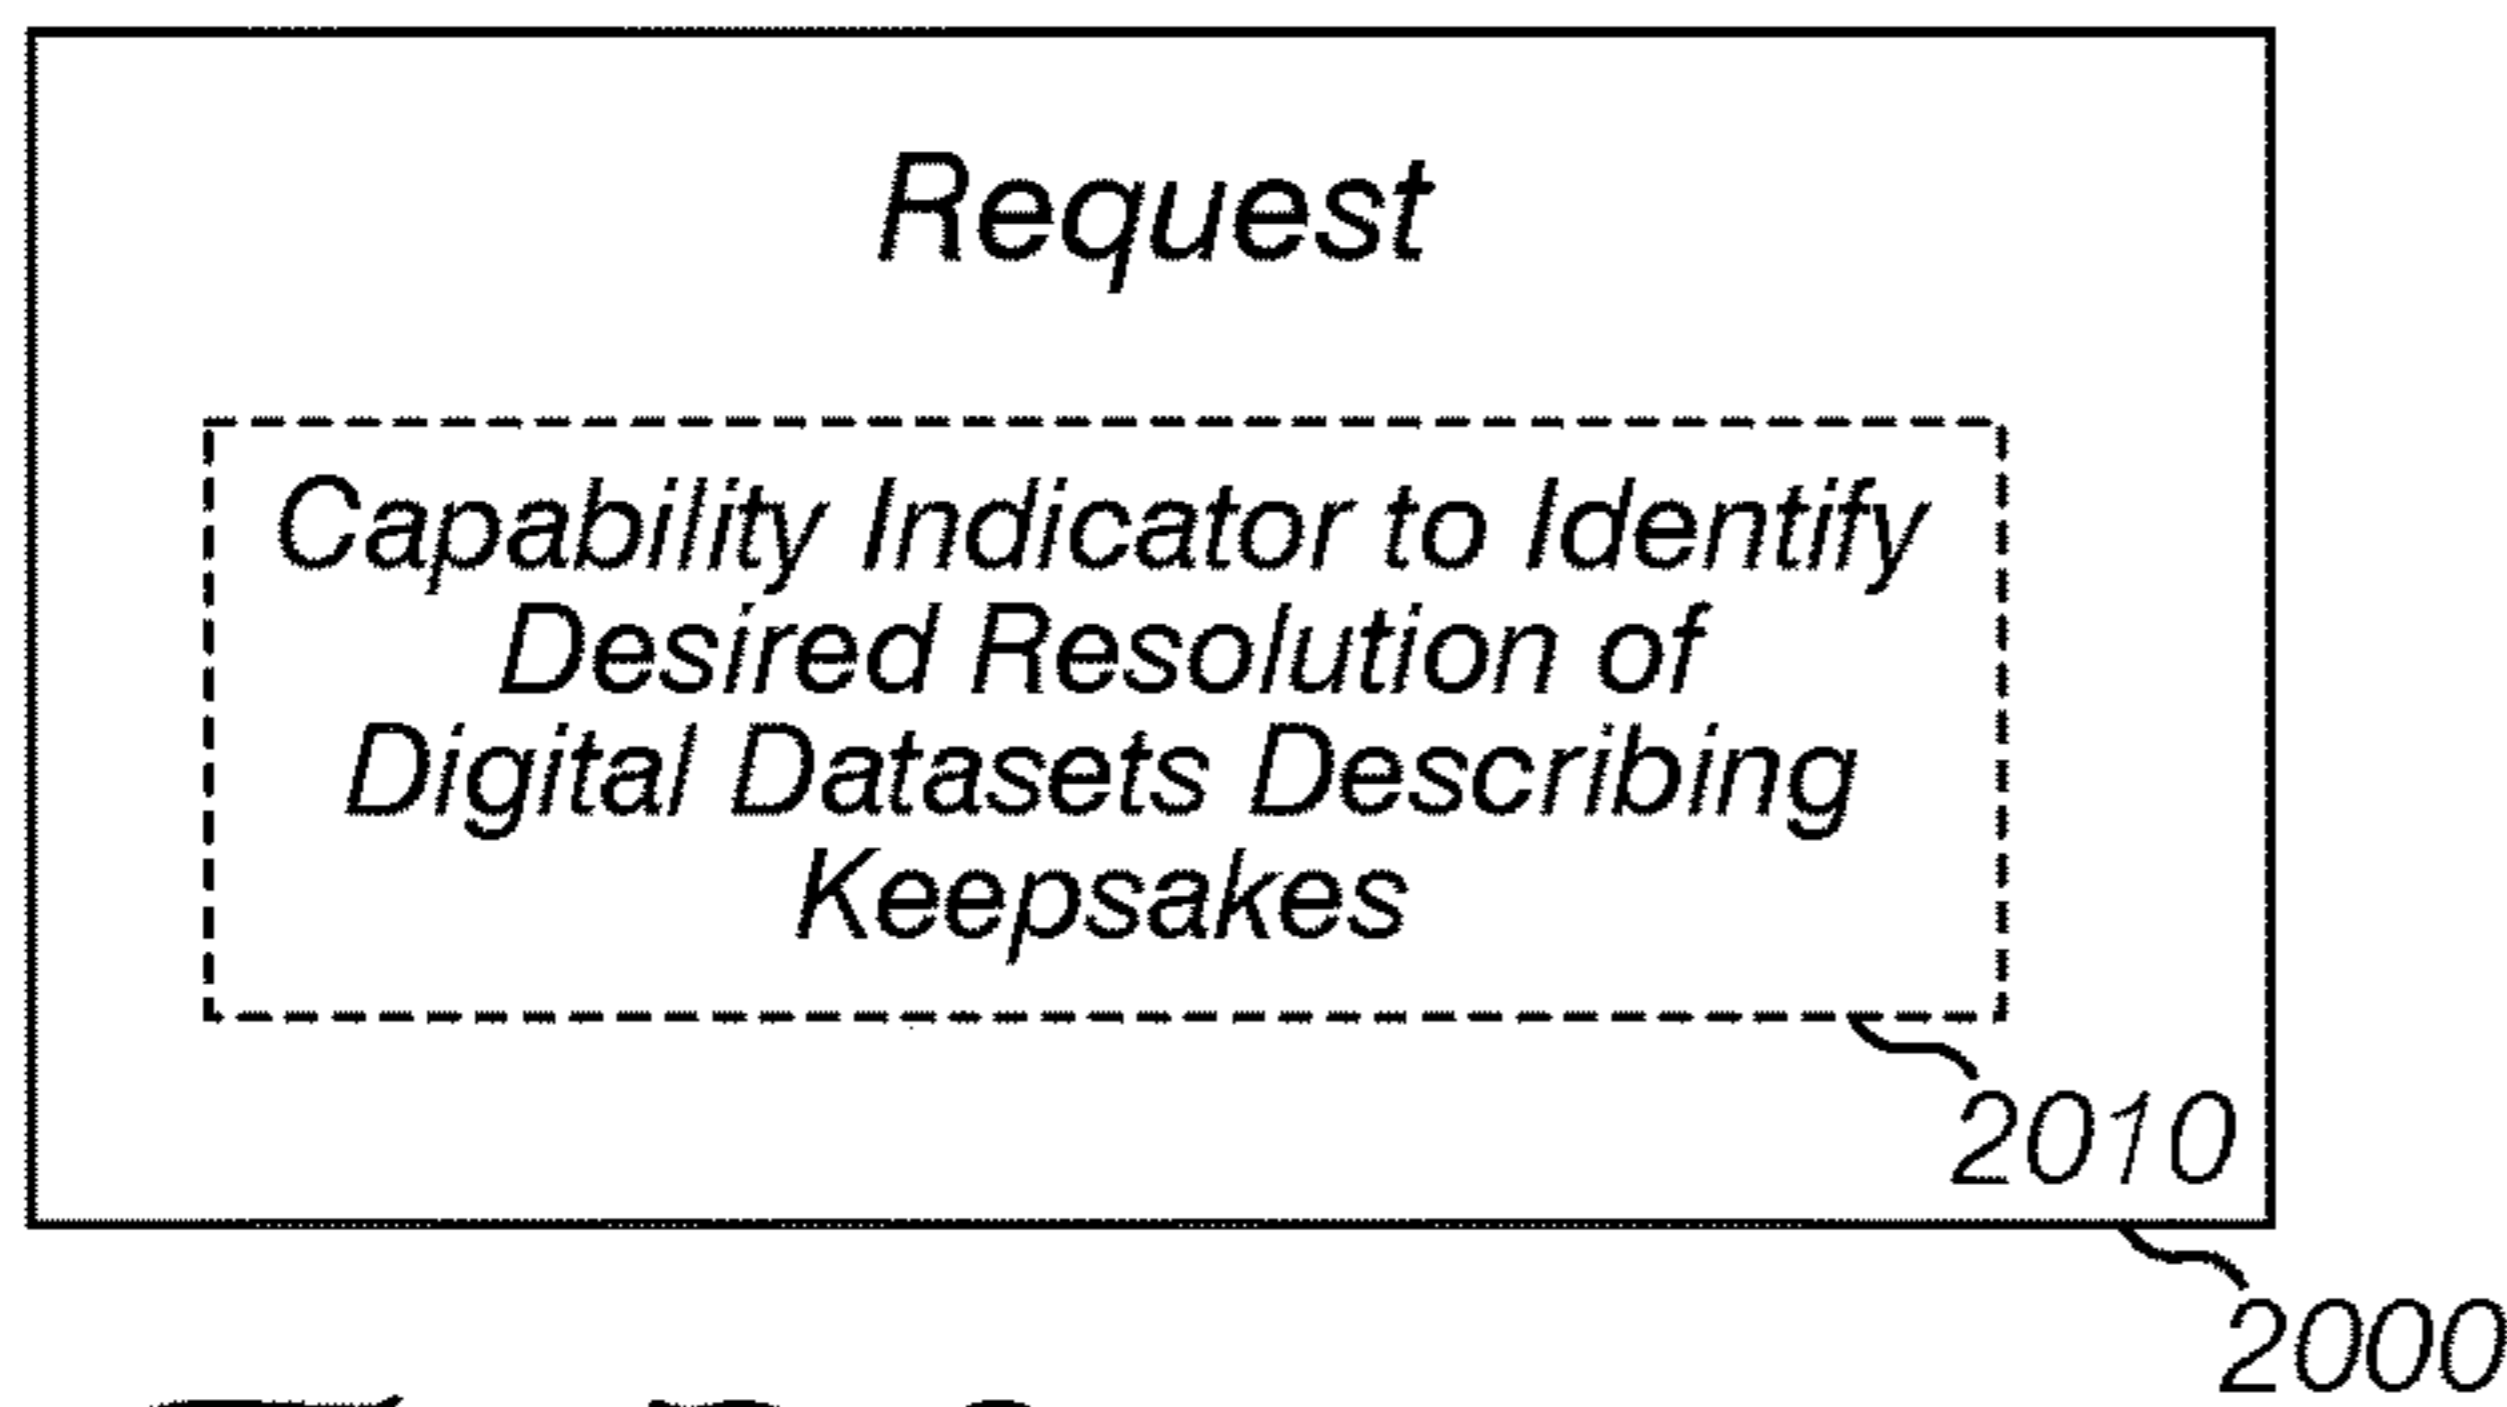 Request
Capability Indicator to Identify
Desired Resolution of
Digital Datasets Describing
Keepsakes
2010
2000